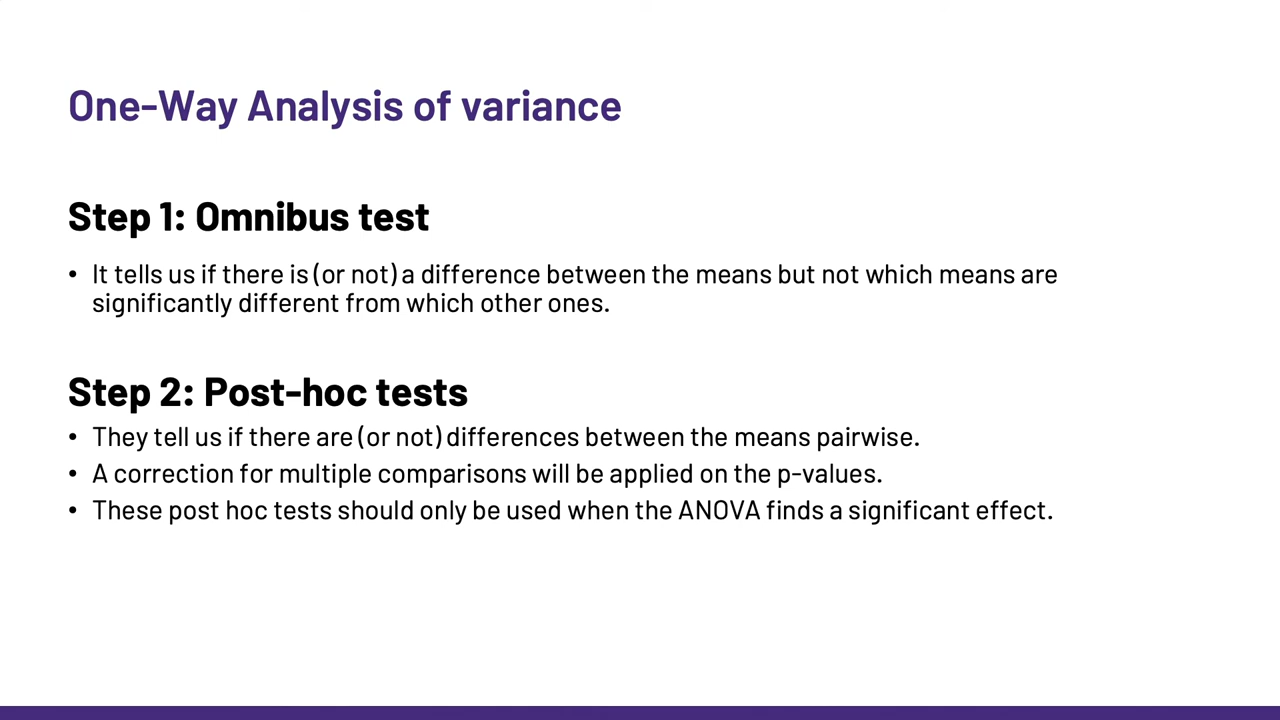 One-Way Analysis of variance
Step 1: Omnibus test
• It tells us if there is (or not) a difference between the means but not which means are
significantly different from which other ones.
Step 2: Post-hoc tests
• They tell us if there are (or not) differences between the means pairwise.
• A correction for multiple comparisons will be applied on the p-values.
• These post hoc tests should only be used when the ANOVA finds a significant effect.